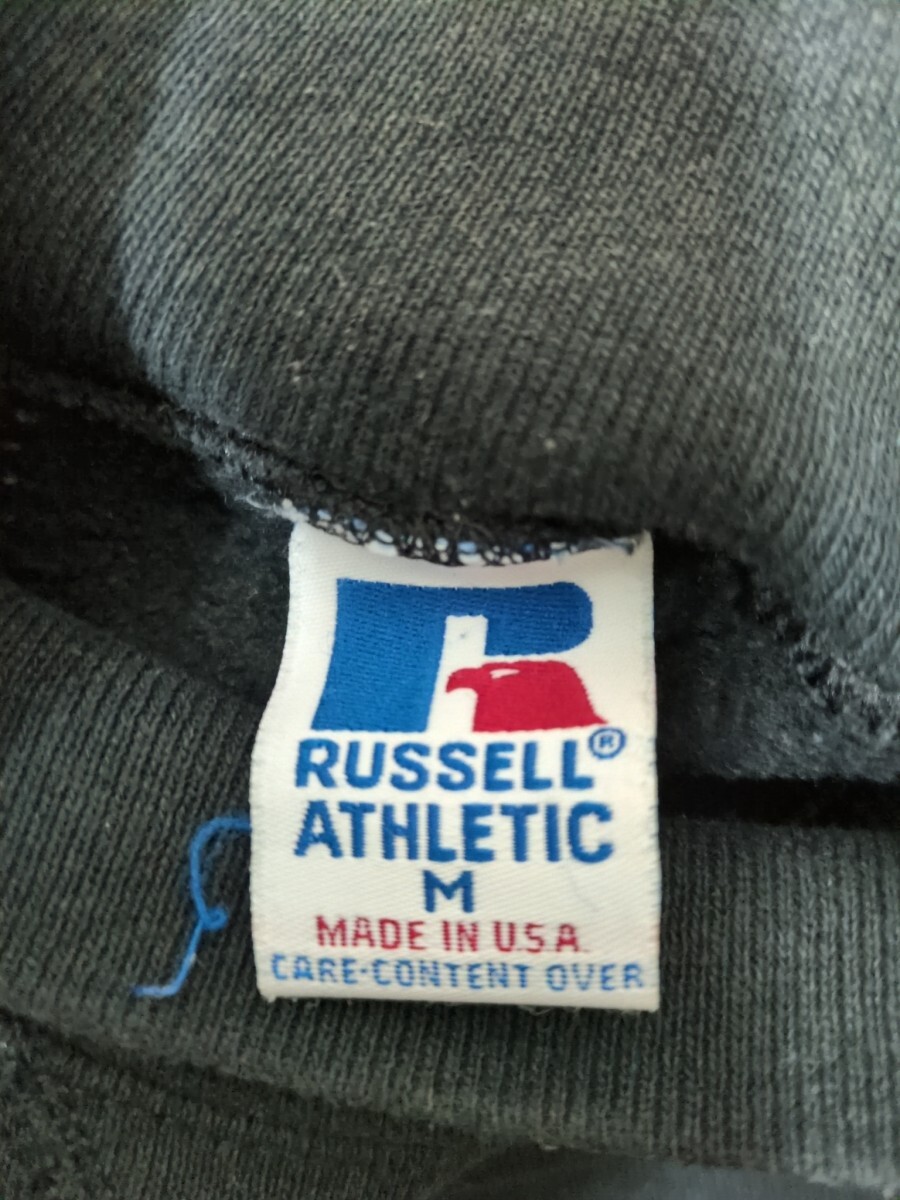 RUSSELL®
ATHLETIC
M
MADE IN U.S.A.
CARE-CONTENT OVER